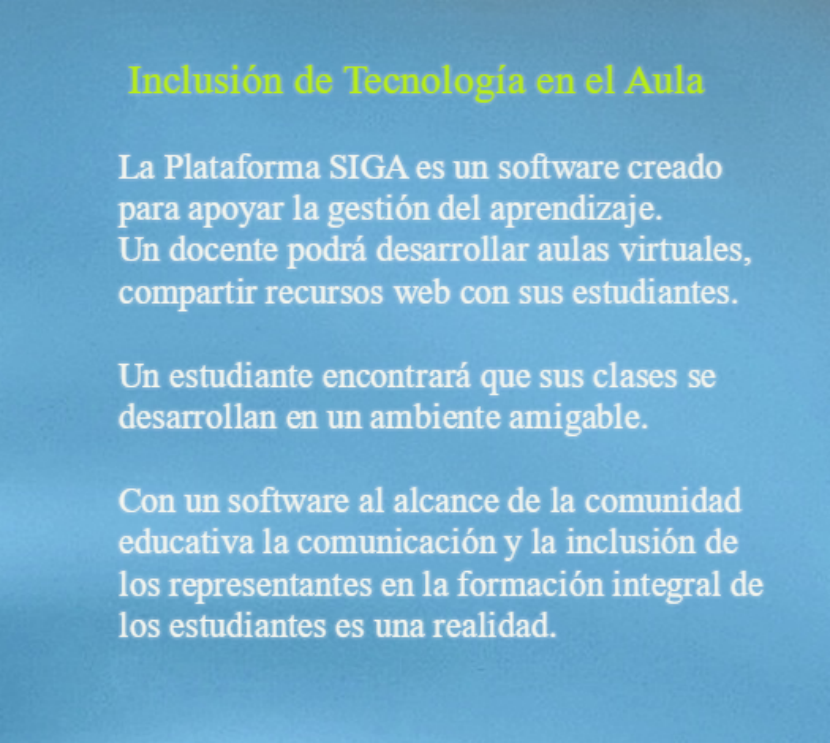 Inclusión de Tecnología en el Aula
La Plataforma SIGA es un software creado
para apoyar la gestión del aprendizaje.
Un docente podrá desarrollar aulas virtuales,
compartir recursos web con sus estudiantes.
Un estudiante encontrará que sus clases se
desarrollan en un ambiente amigable.
Con un software al alcance de la comunidad
educativa la comunicación y la inclusión de
los representantes en la formación integral de
los estudiantes es una realidad.